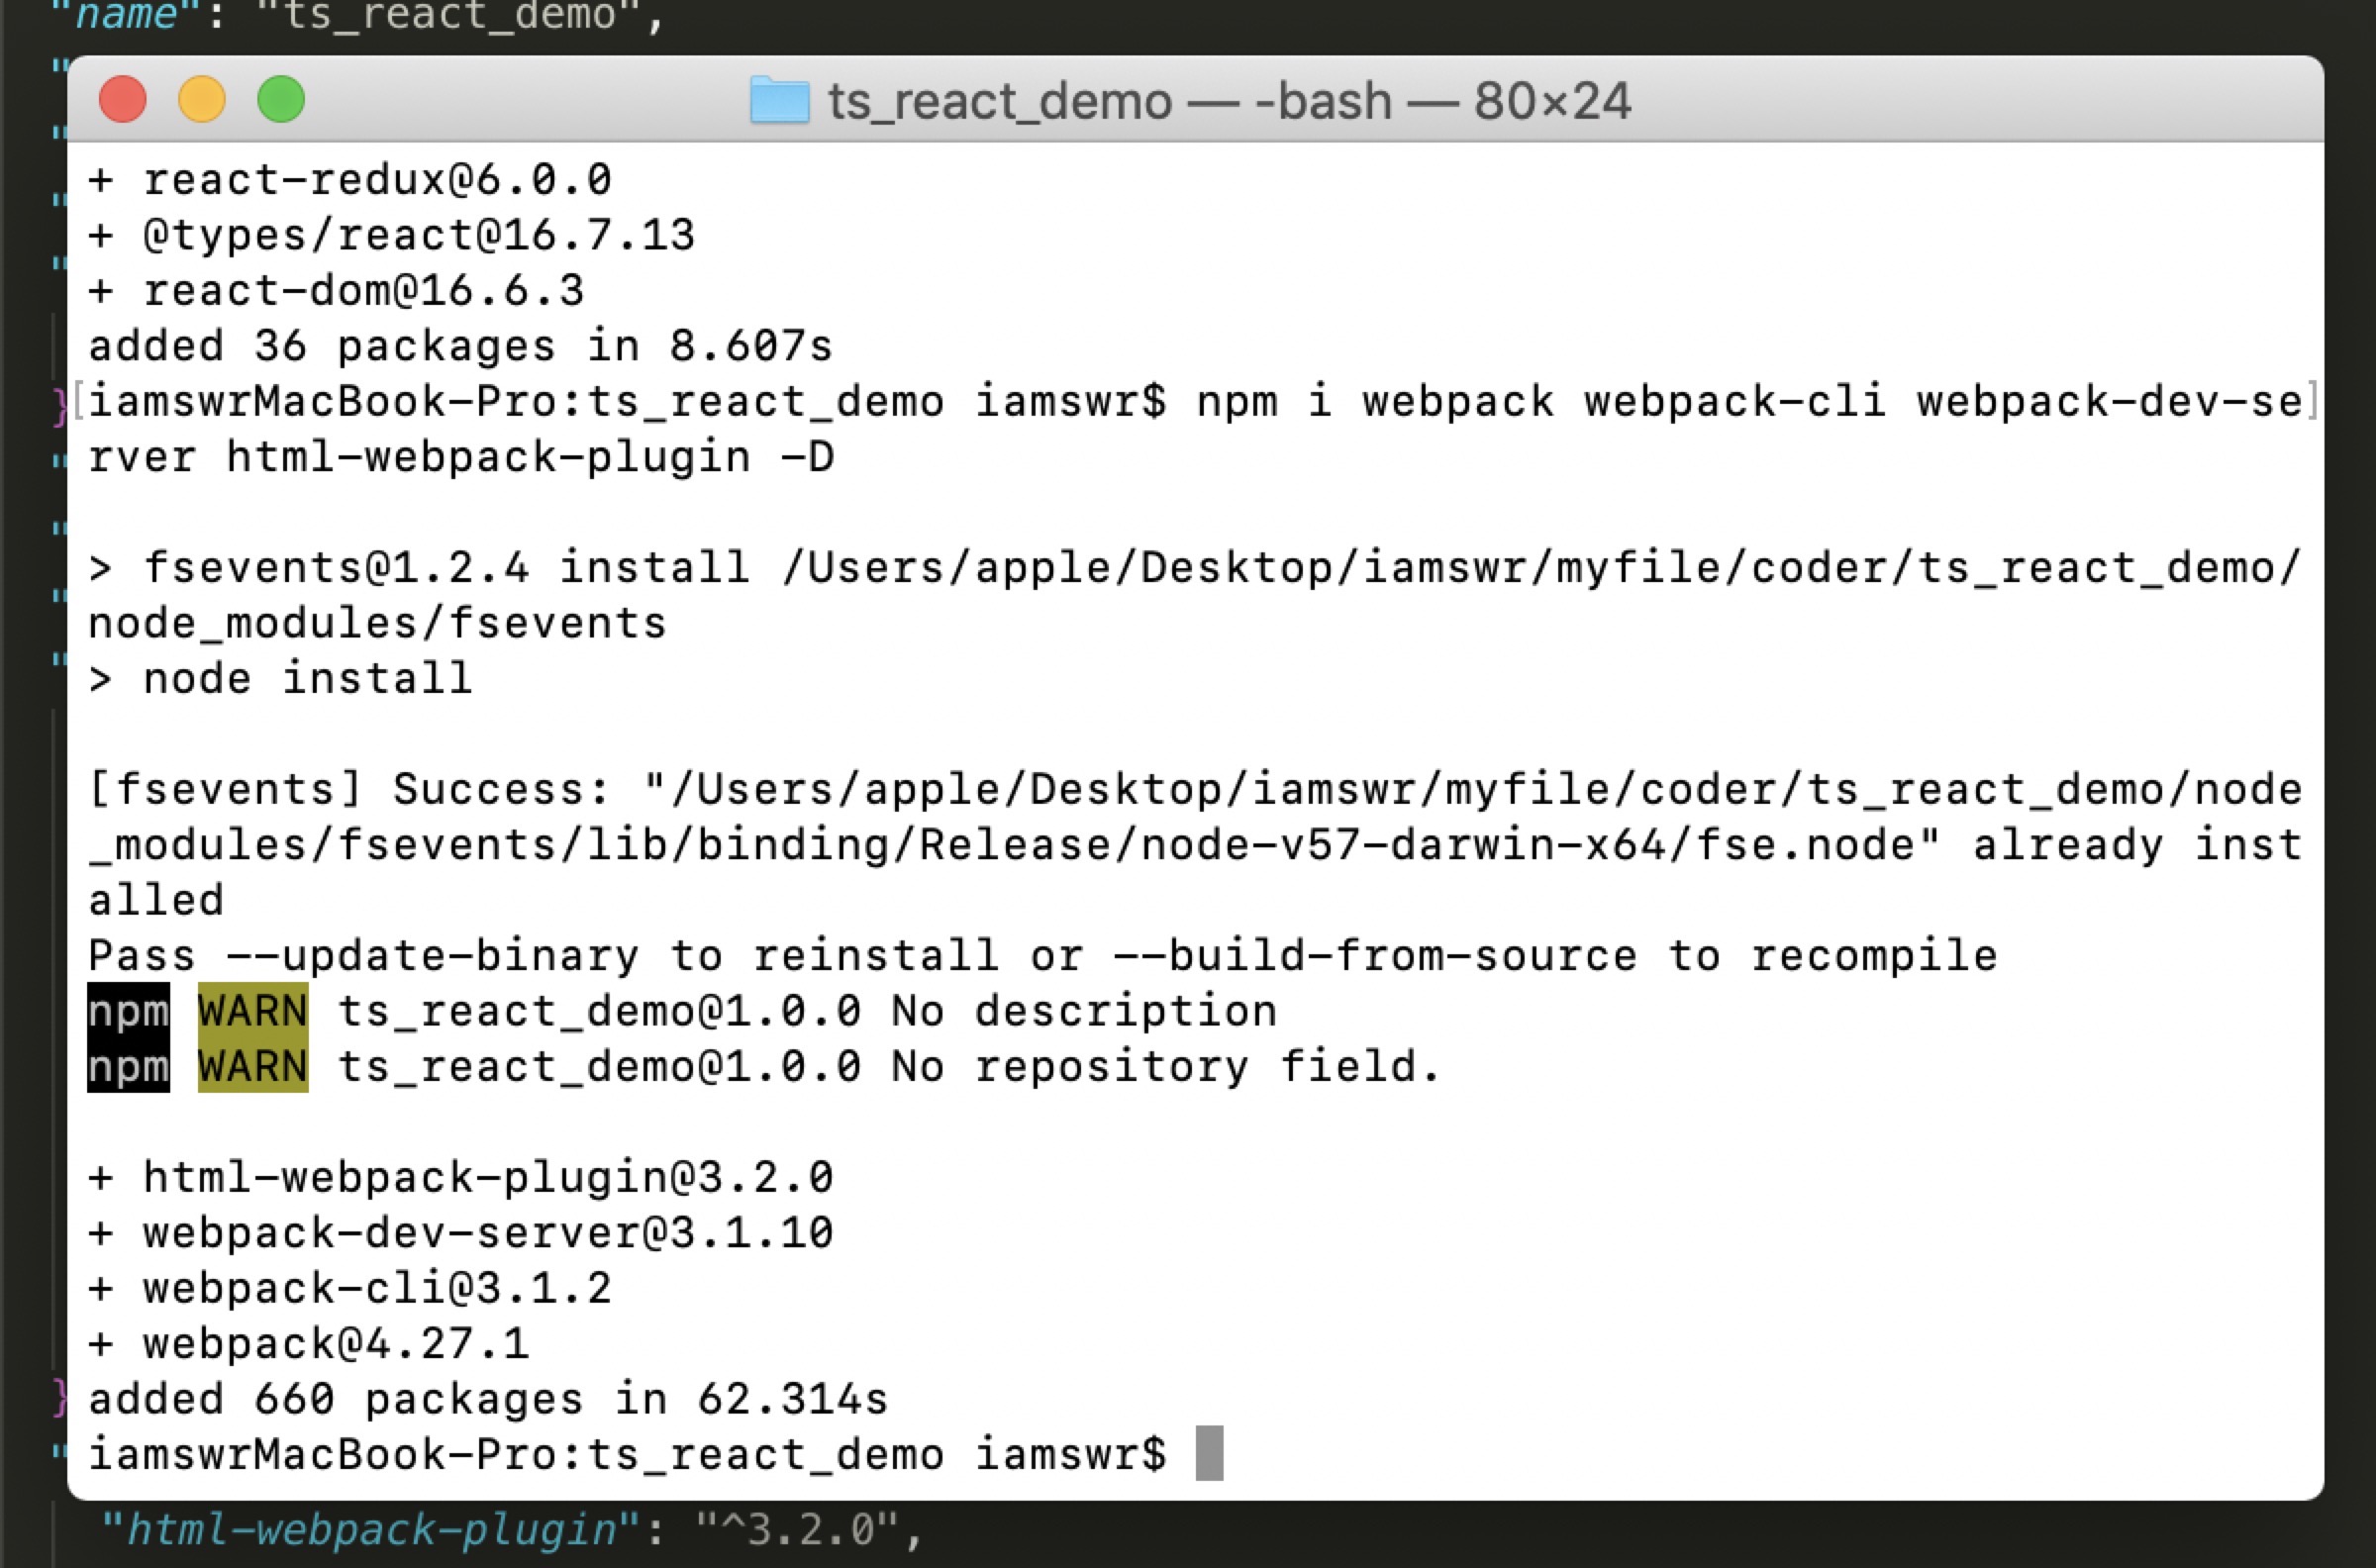 "name": "ts_react_demo",
ts_react_demo — -bash — 80×24
+ react-redux@6.0.0
+ @types/react@16.7.13
+ react-dom@16.6.3
added 36 packages in 8.607s
[iamswrMacBook-Pro:ts_react_demo iamswr$ npm i webpack webpack-cli webpack-dev-se]
rver html-webpack-plugin -D
> fsevents@1.2.4 install /Users/apple/Desktop/iamswr/myfile/coder/ts_react_demo/
node_modules/fsevents
> node install
[fsevents] Success: "/Users/apple/Desktop/iamswr/myfile/coder/ts_react_demo/node
_modules/fsevents/lib/binding/Release/node-v57-darwin-x64/fse.node" already inst
alled
Pass --update-binary to reinstall or --build-from-source to recompile
npm WARN ts_react_demo@1.0.0 No description
npm WARN ts_react_demo@1.0.0 No repository field.
+ html-webpack-plugin@3.2.0
+ webpack-dev-server@3.1.10
+ webpack-cli@3.1.2
+ webpack@4.27.1
added 660 packages in 62.314s
iamswrMacBook-Pro:ts_react_demo iamswr$
"html-webpack-plugin": "^3.2.0",